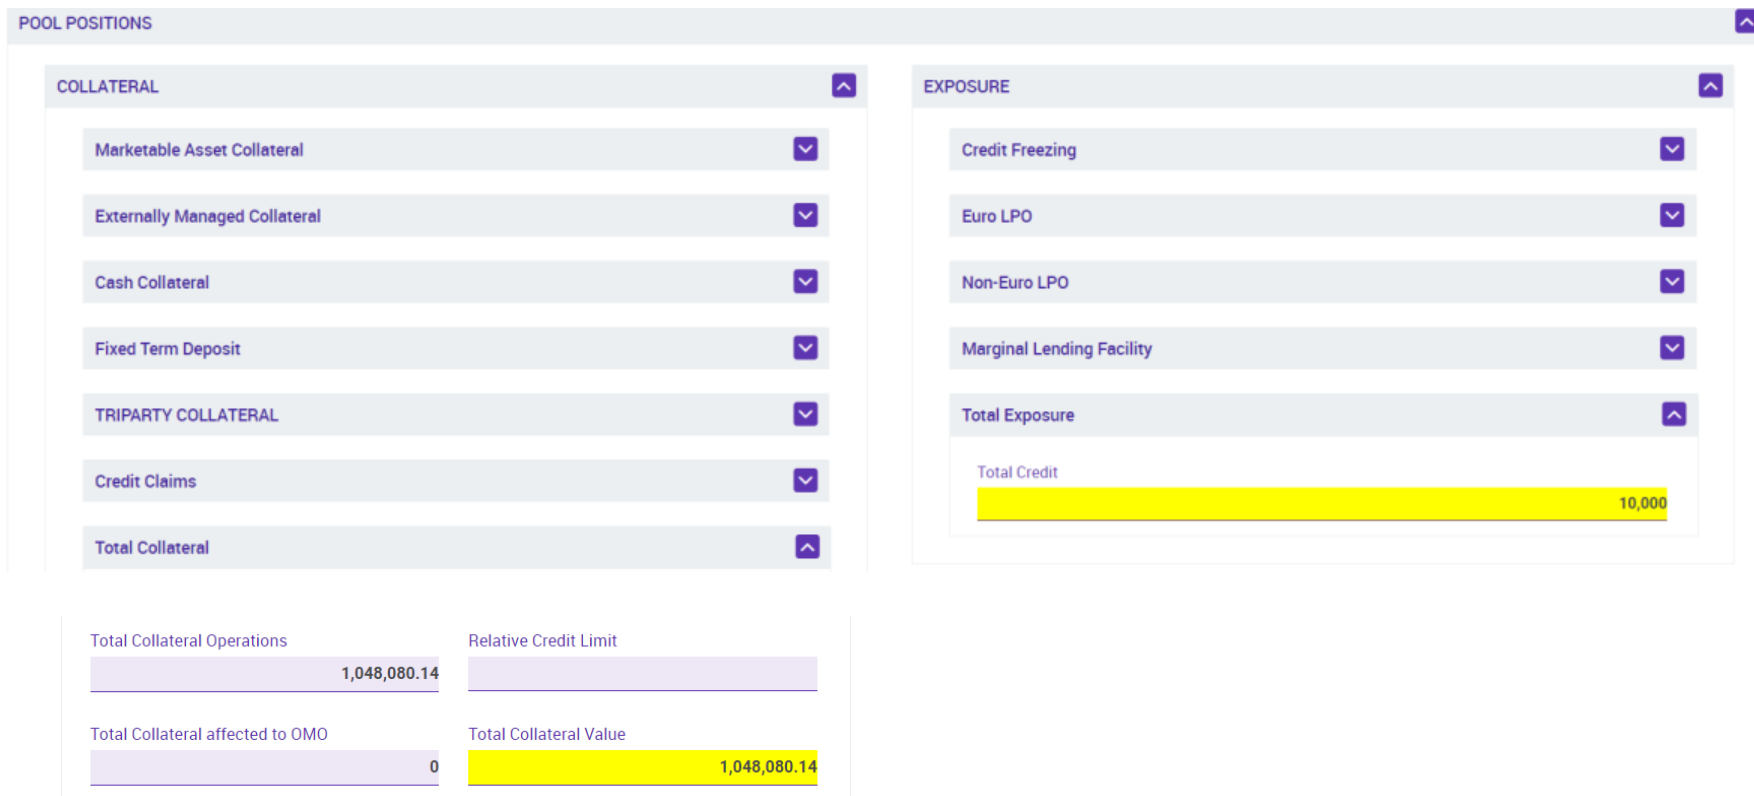 POOL POSITIONS
COLLATERAL
Marketable Asset Collateral
Externally Managed Collateral
Cash Collateral
Fixed Term Deposit
TRIPARTY COLLATERAL
Credit Claims
Total Collateral
EXPOSURE
Credit Freezing
Euro LPO
Non-Euro LPO
Marginal Lending Facility
Total Exposure
Total Credit
10,000
Total Collateral Operations
1,048,080.14
Relative Credit Limit
Total Collateral affected to OMO
0
Total Collateral Value
1,048,080.14